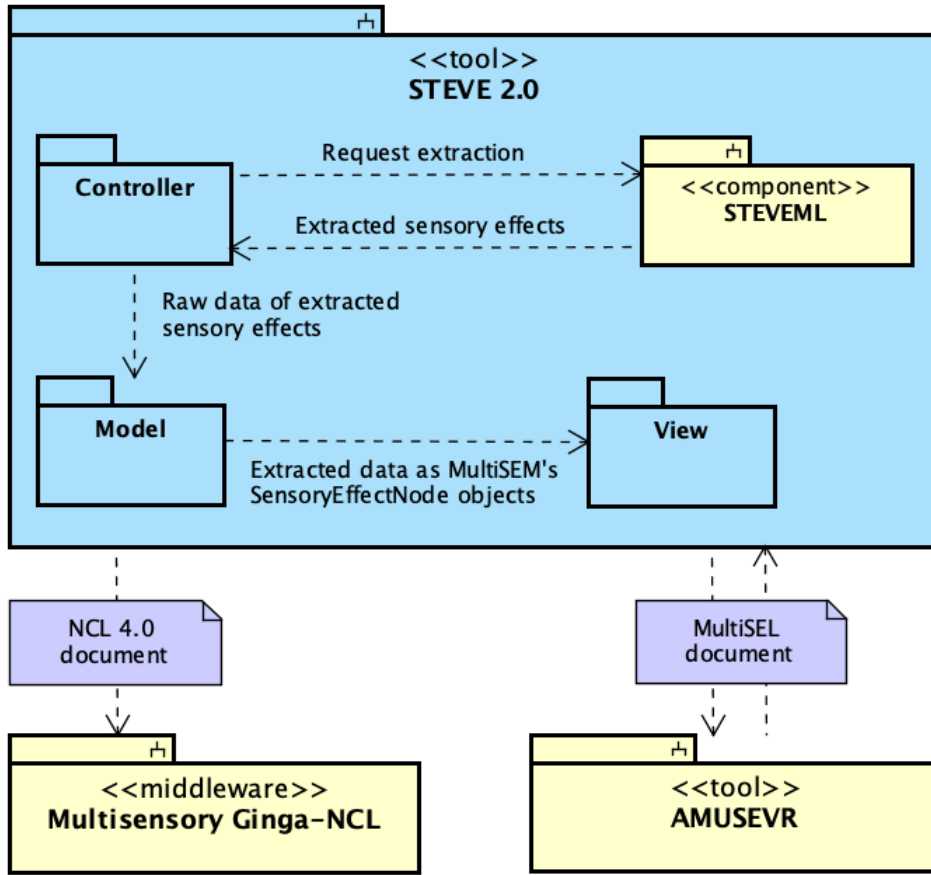 <<tool>>
STEVE 2.0
Controller
Request extraction
<<component>>
STEVEML
Extracted sensory effects
Raw data of extracted
sensory effects
Model
View
Extracted data as MultiSEM's
SensoryEffectNode objects
NCL 4.0
document
MultiSEL
document
<<middleware>>
Multisensory Ginga-NCL
<<tool>>
AMUSEVR